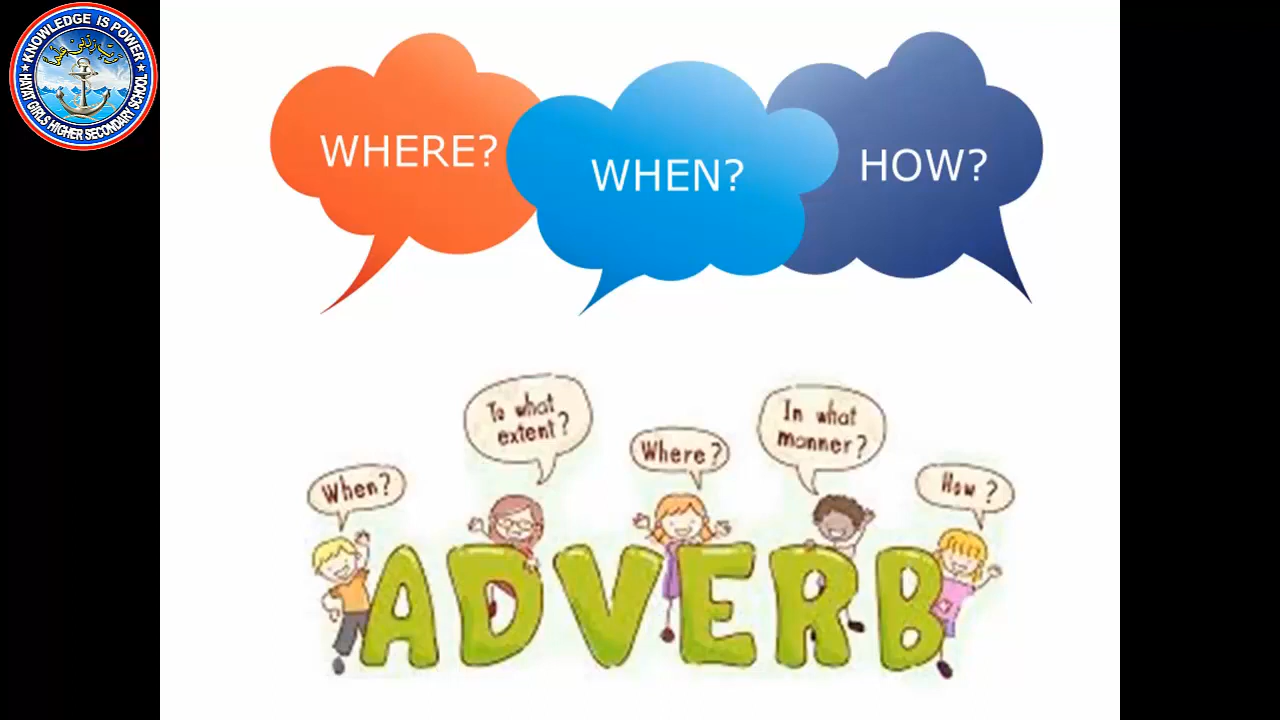 KNOWLEDGE IS POWER
رَبِّ زِدْنِي عِلْمًا
HAYAT GIRLS HIGHER SECONDARY SCHOOL
WHERE?
WHEN?
HOW?
To what
extent?
In what
manner?
Where?
When?
How ?
ADVERB